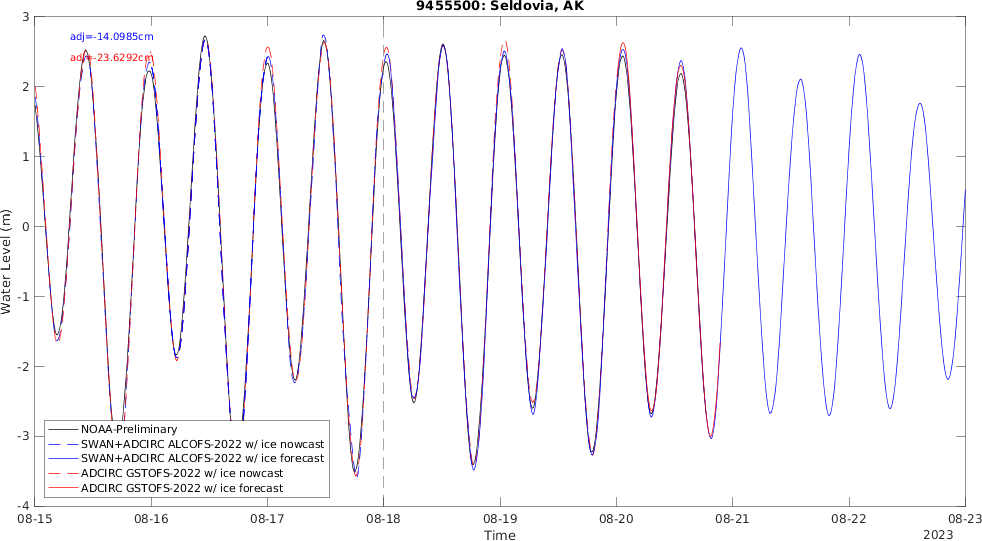 9455500: Seldovia, AK
adj=-14.0985cm
adj=-23.6292cm
3
2
1
0
-1
-2
-3
-4
Water Level (m)
NOAA-Preliminary
SWAN+ADCIRC ALCOFS-2022 w/ ice nowcast
SWAN+ADCIRC ALCOFS-2022 w/ ice forecast
ADCIRC GSTOFS-2022 w/ ice nowcast
ADCIRC GSTOFS-2022 w/ ice forecast
08-15 08-16 08-17 08-18 08-19 08-20 08-21 08-22 08-23
Time
2023